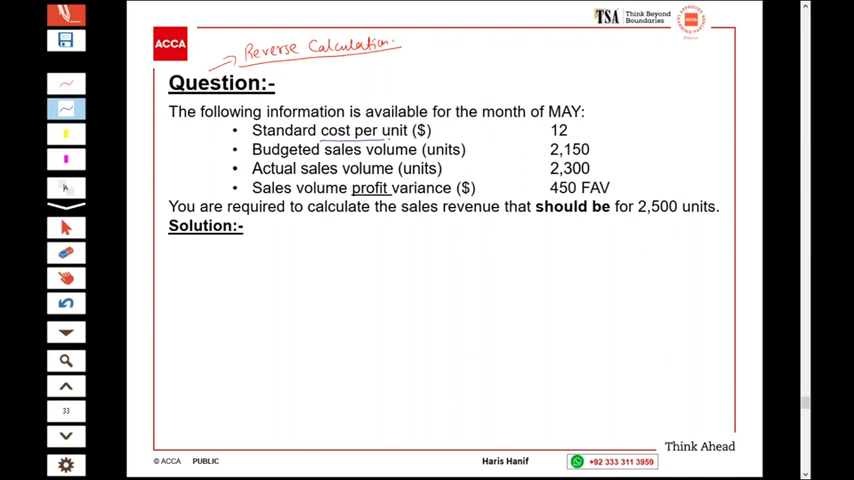 TSA Think Beyond
Boundaries
ACCA
Reverse Calculation.
Question:-
The following information is available for the month of MAY:
• Standard cost per unit ($) 12
• Budgeted sales volume (units) 2,150
• Actual sales volume (units) 2,300
• Sales volume profit variance ($) 450 FAV
You are required to calculate the sales revenue that should be for 2,500 units.
Solution:-
33
Think Ahead
© ACCA PUBLIC Haris Hanif +92 333 311 3959